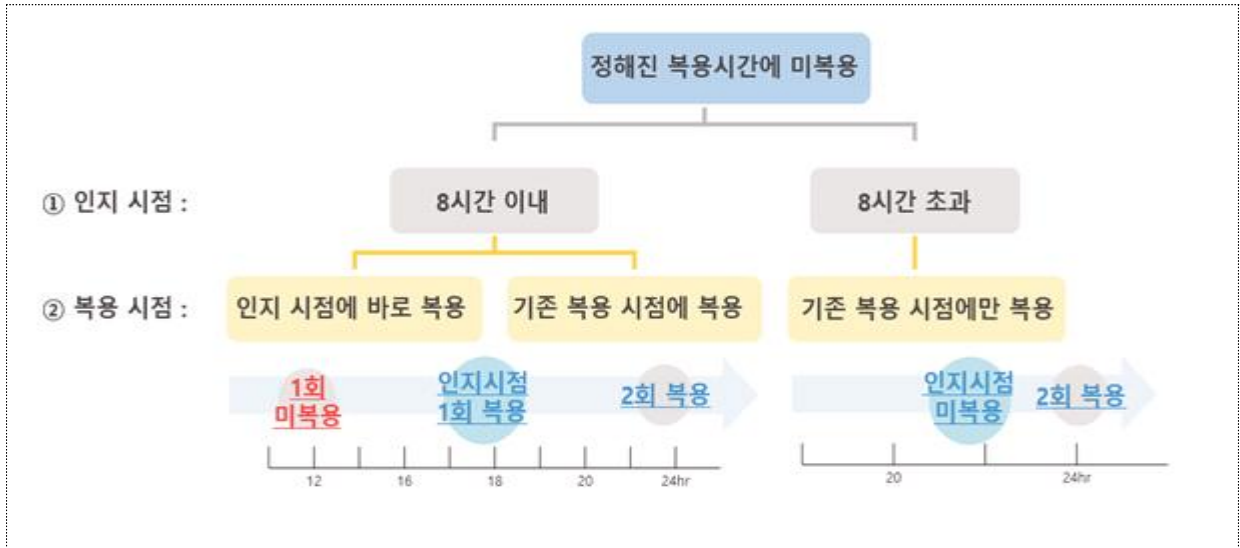 정해진 복용시간에 미복용
① 인지 시점 :
8시간 이내
8시간 초과
② 복용 시점 :
인지 시점에 바로 복용
기존 복용 시점에 복용
기존 복용 시점에만 복용
1회
미복용
인지시점
1회 복용
2회 복용
인지시점
미복용
2회 복용
12
16
18
20
24hr
20
24hr